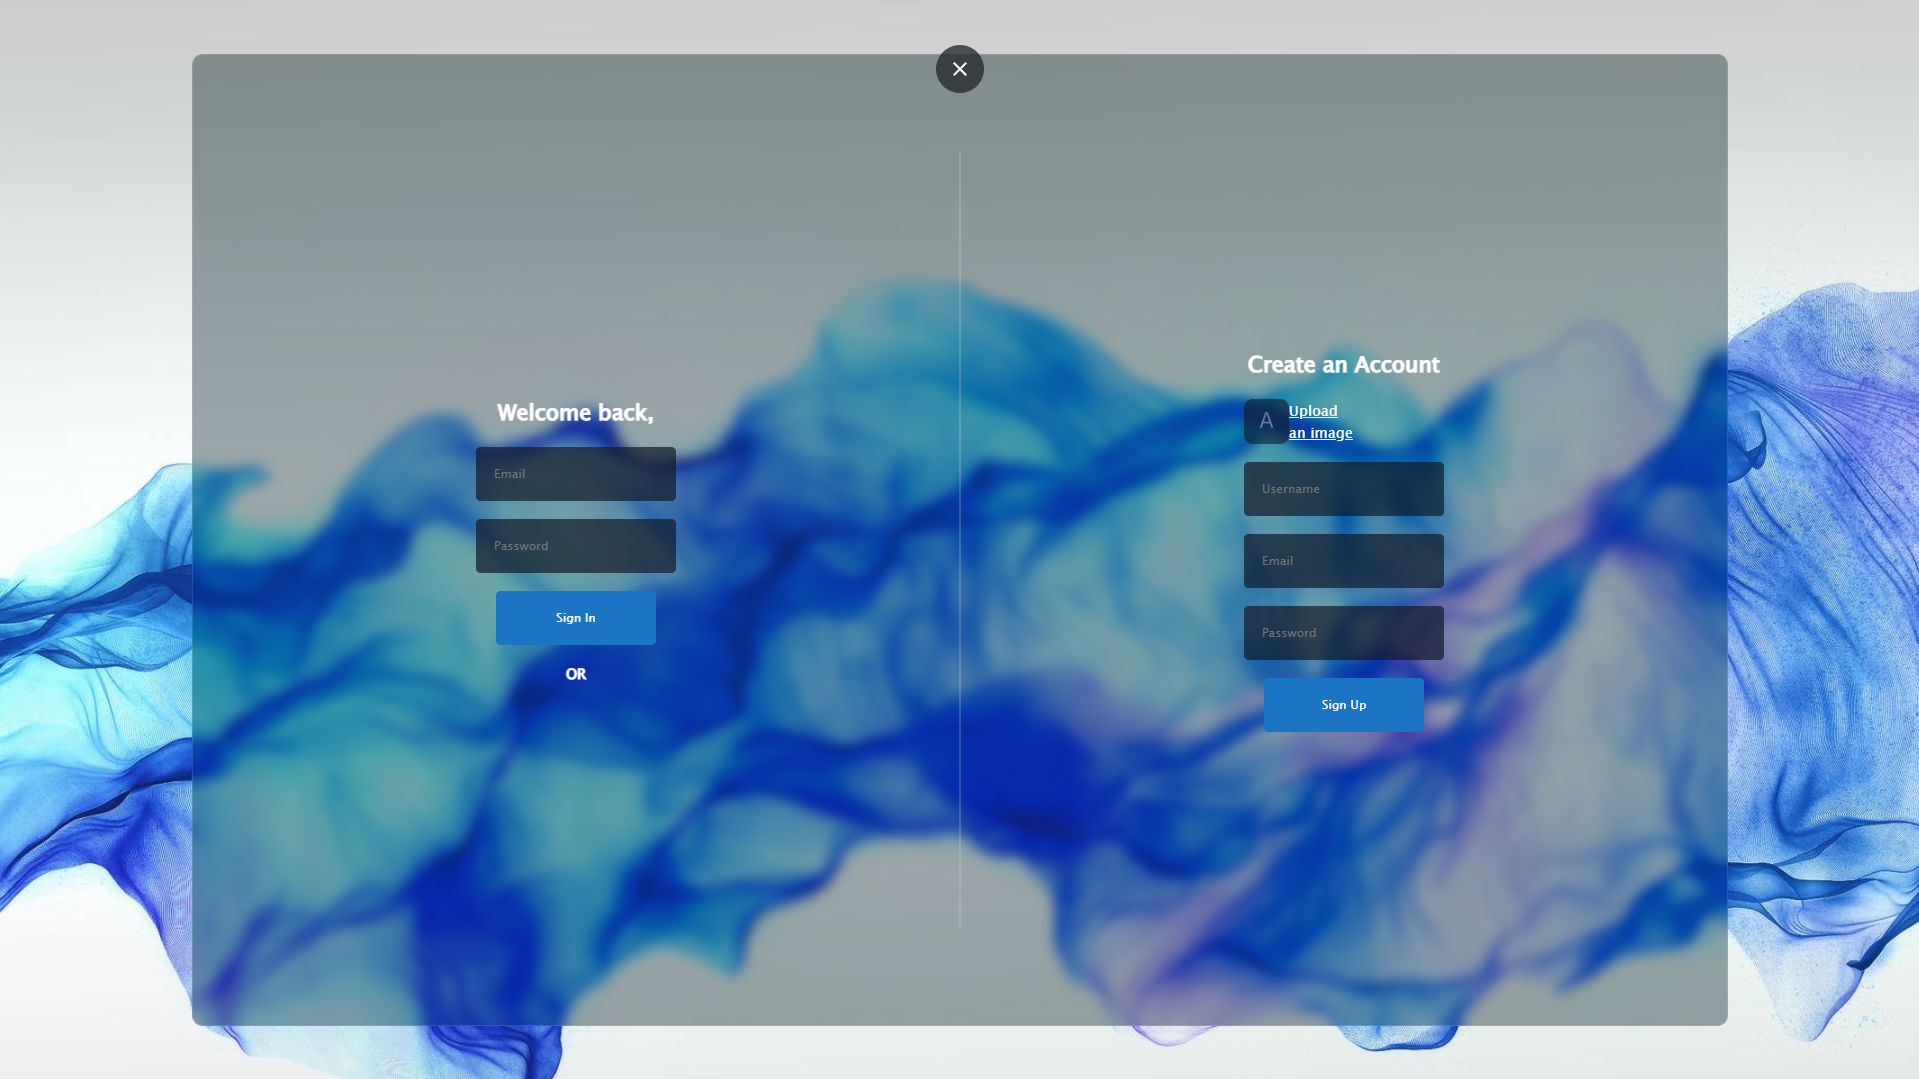 Welcome back,
Email
Password
Sign In
OR
Create an Account
A
Upload
an image
Username
Email
Password
Sign Up